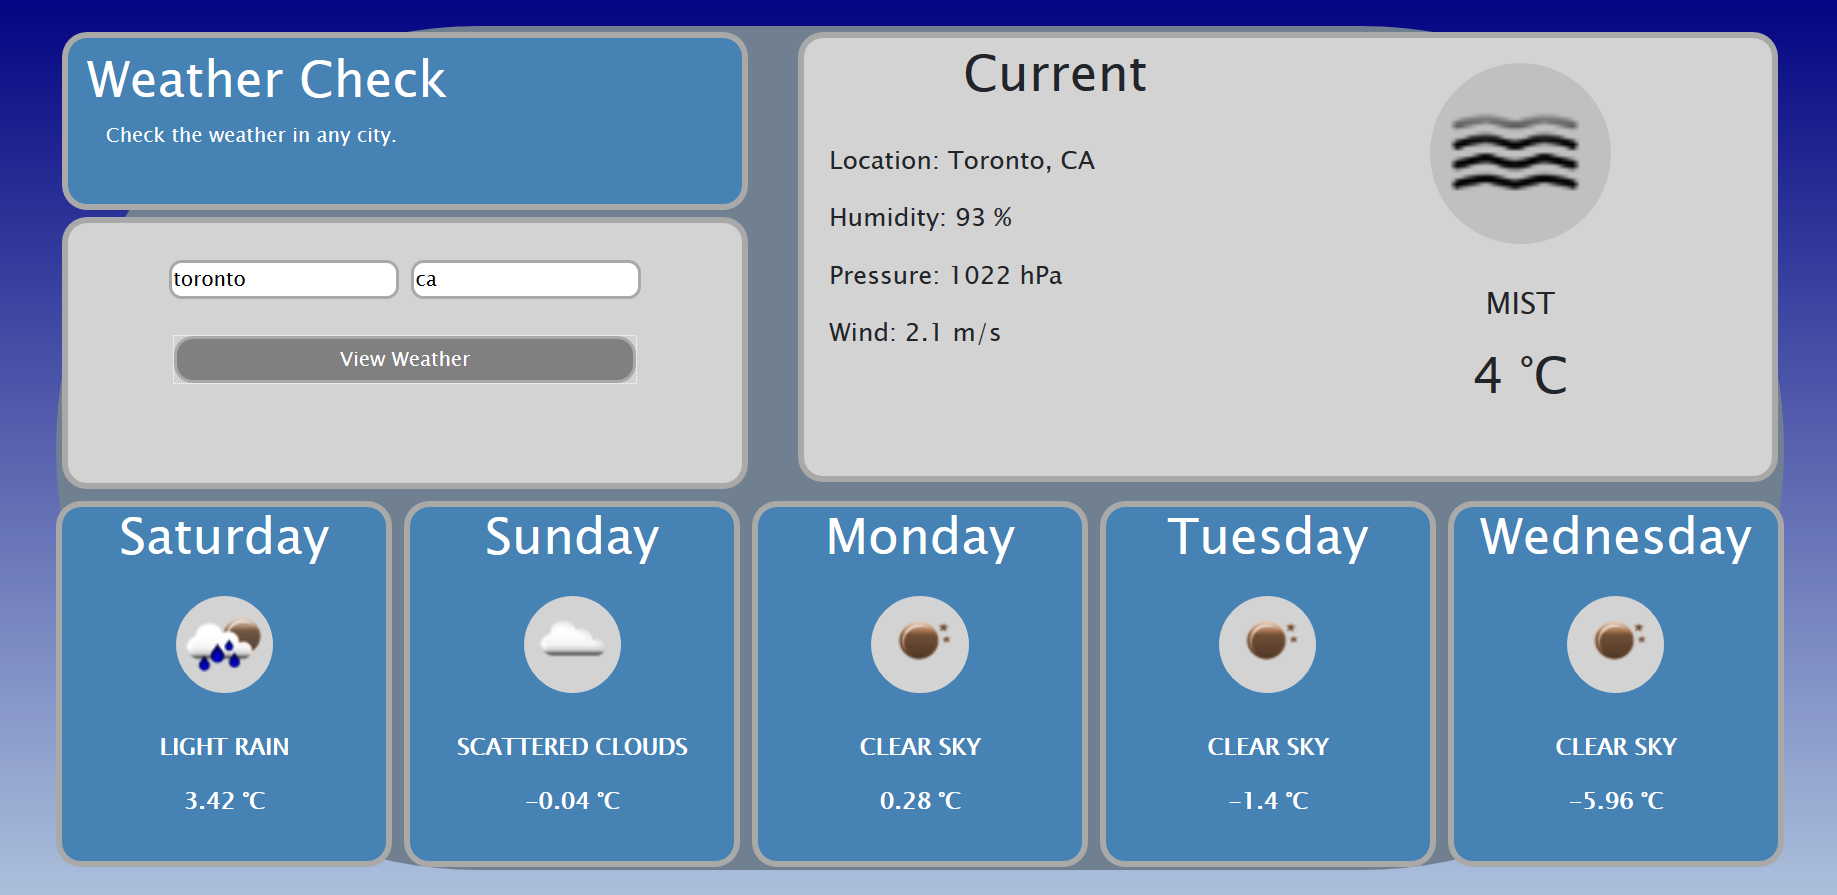 Weather Check
Check the weather in any city.
toronto
ca
View Weather
Current
Location: Toronto, CA
Humidity: 93 %
Pressure: 1022 hPa
Wind: 2.1 m/s
MIST
4 °C
Saturday
LIGHT RAIN
3.42 °C
Sunday
SCATTERED CLOUDS
-0.04 °C
Monday
CLEAR SKY
0.28 °C
Tuesday
CLEAR SKY
-1.4 °C
Wednesday
CLEAR SKY
-5.96 °C